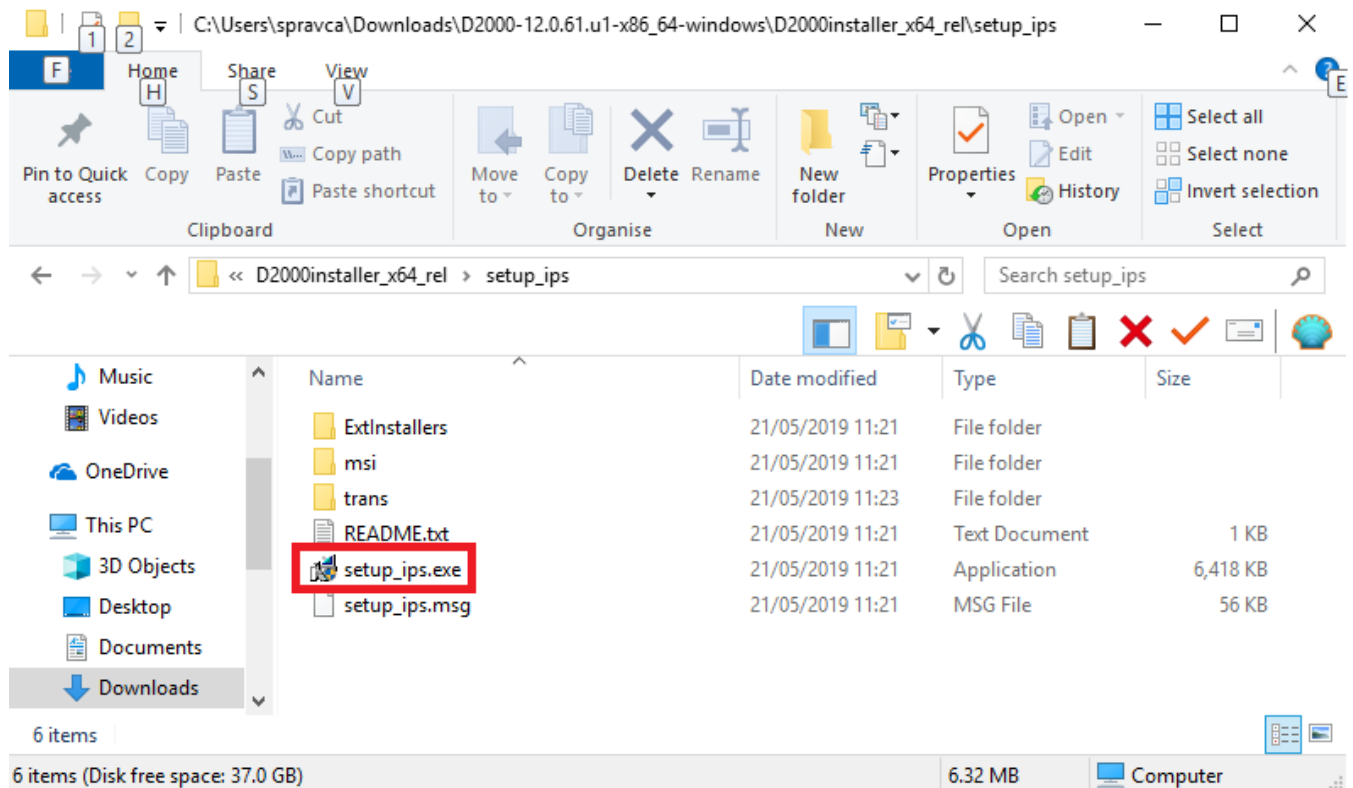 1 2 C:\Users\spravca\Downloads\D2000-12.0.61.u1-x86_64-windows\D2000installer_x64_rel\setup_ips
F Home Share View
H S V E
Pin to Quick access
Copy
Paste
Cut
Copy path
Paste shortcut
Move to
Copy to
Delete
Rename
New folder
Properties
Open
Edit
History
Select all
Select none
Invert selection
Clipboard Organise New Open Select
« D2000installer_x64_rel > setup_ips Search setup_ips
Name Date modified Type Size
Music
Videos
OneDrive
This PC
3D Objects
Desktop
Documents
Downloads
ExtInstallers 21/05/2019 11:21 File folder
msi 21/05/2019 11:21 File folder
trans 21/05/2019 11:23 File folder
README.txt 21/05/2019 11:21 Text Document 1 KB
setup_ips.exe 21/05/2019 11:21 Application 6,418 KB
setup_ips.msg 21/05/2019 11:21 MSG File 56 KB
6 items
6 items (Disk free space: 37.0 GB) 6.32 MB Computer